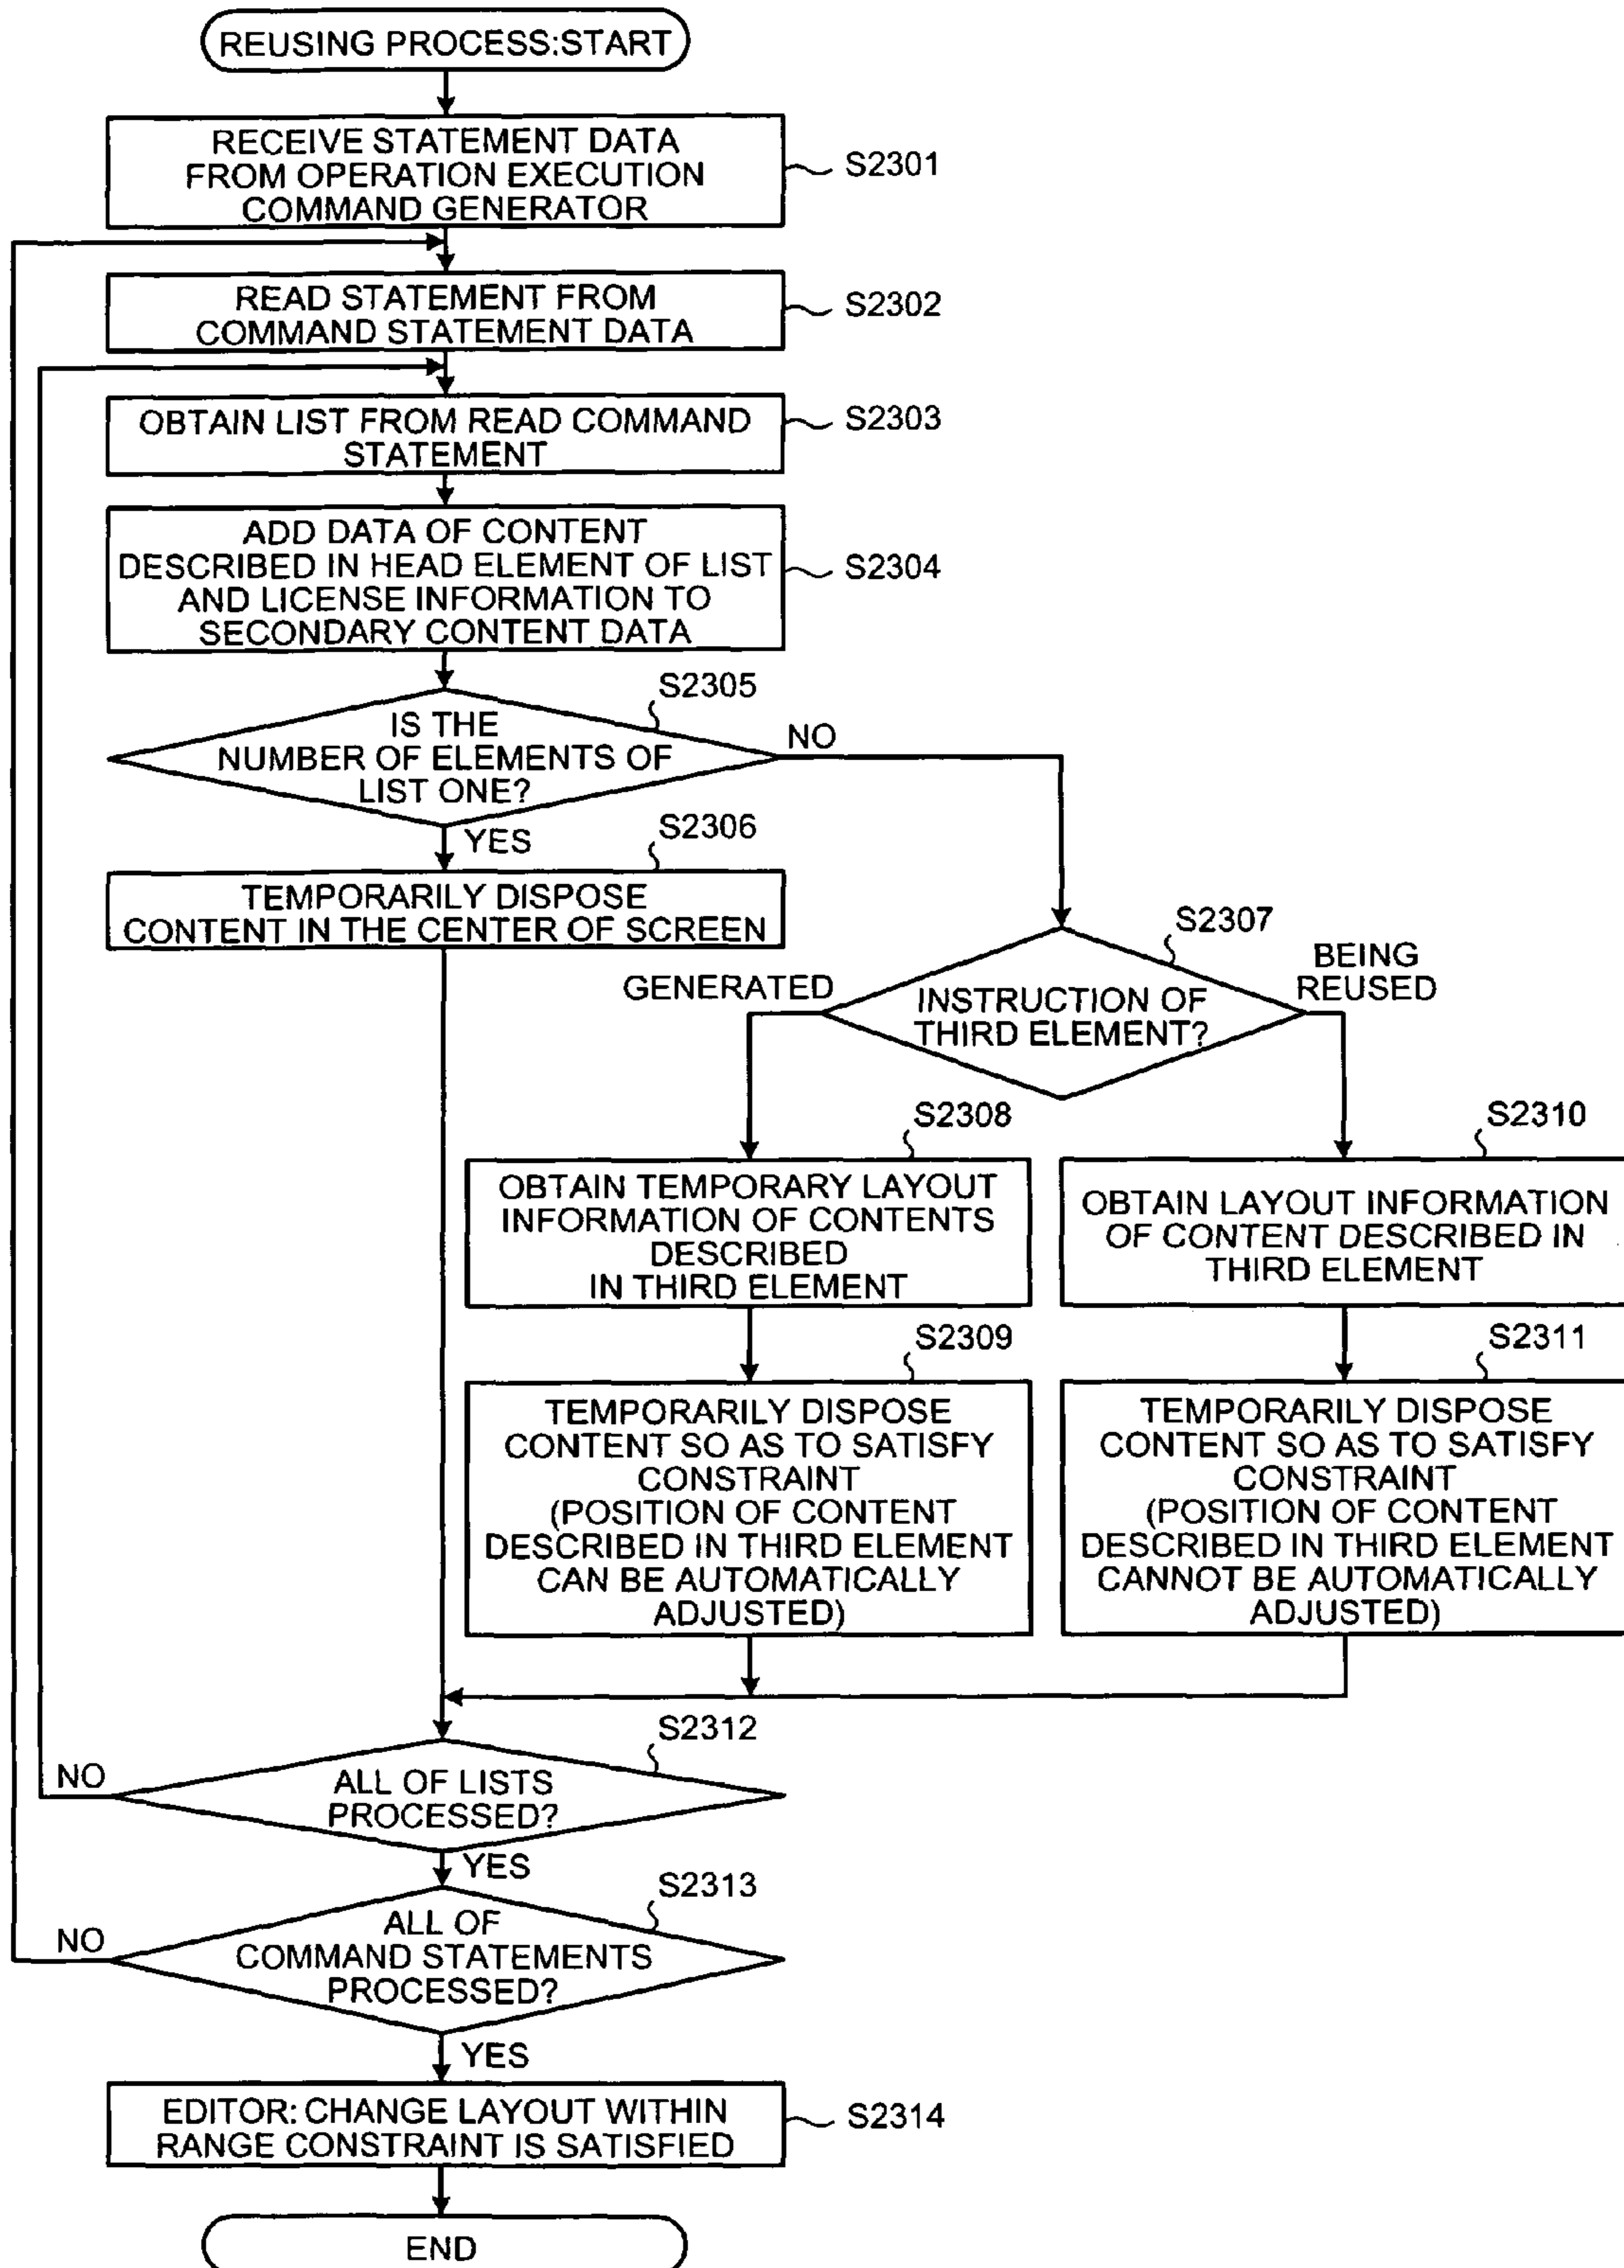 REUSING PROCESS:START
RECEIVE STATEMENT DATA
FROM OPERATION EXECUTION
COMMAND GENERATOR
S2301
READ STATEMENT FROM
COMMAND STATEMENT DATA
S2302
OBTAIN LIST FROM READ COMMAND
STATEMENT
S2303
ADD DATA OF CONTENT
DESCRIBED IN HEAD ELEMENT OF LIST
AND LICENSE INFORMATION TO
SECONDARY CONTENT DATA
S2304
S2305
IS THE
NUMBER OF ELEMENTS OF
LIST ONE?
NO
YES
S2306
TEMPORARILY DISPOSE
CONTENT IN THE CENTER OF SCREEN
S2307
GENERATED
BEING
REUSED
INSTRUCTION OF
THIRD ELEMENT?
S2308
OBTAIN TEMPORARY LAYOUT
INFORMATION OF CONTENTS
DESCRIBED
IN THIRD ELEMENT
S2310
OBTAIN LAYOUT INFORMATION
OF CONTENT DESCRIBED IN
THIRD ELEMENT
S2309
TEMPORARILY DISPOSE
CONTENT SO AS TO SATISFY
CONSTRAINT
(POSITION OF CONTENT
DESCRIBED IN THIRD ELEMENT
CAN BE AUTOMATICALLY
ADJUSTED)
S2311
TEMPORARILY DISPOSE
CONTENT SO AS TO SATISFY
CONSTRAINT
(POSITION OF CONTENT
DESCRIBED IN THIRD ELEMENT
CANNOT BE AUTOMATICALLY
ADJUSTED)
S2312
NO
ALL OF LISTS
PROCESSED?
YES
S2313
NO
ALL OF
COMMAND STATEMENTS
PROCESSED?
YES
EDITOR: CHANGE LAYOUT WITHIN
RANGE CONSTRAINT IS SATISFIED
S2314
END